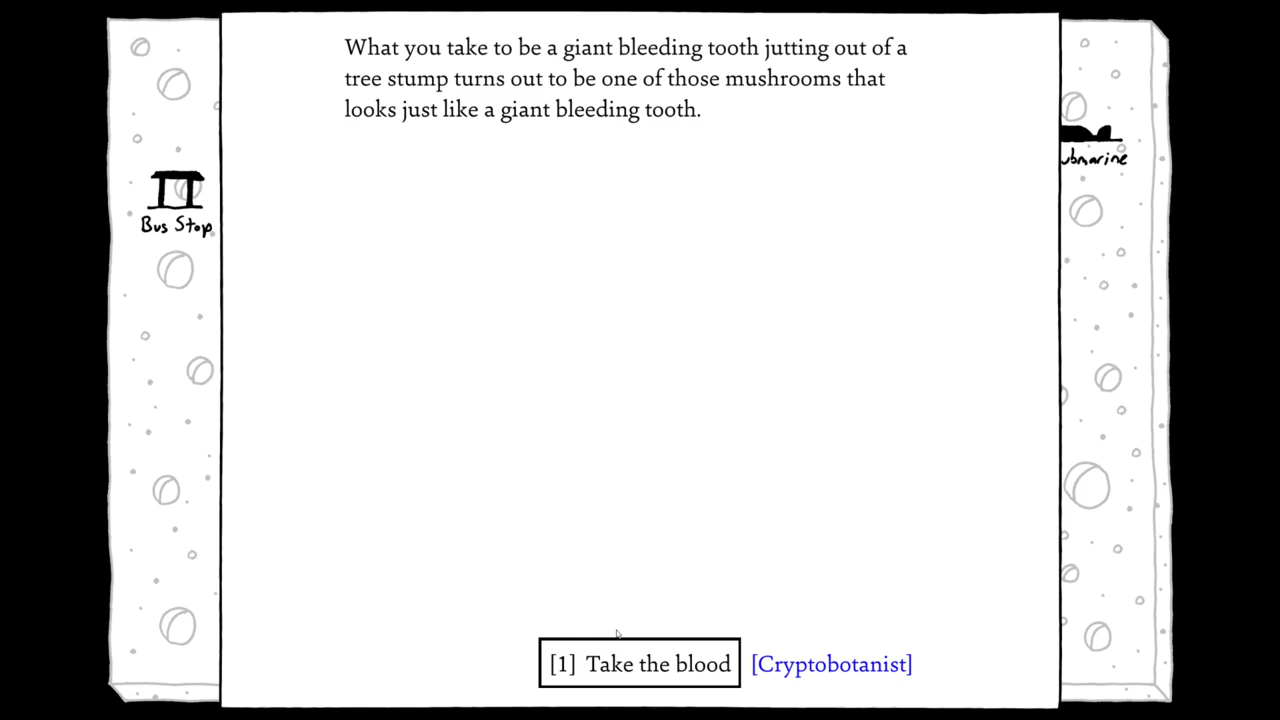 What you take to be a giant bleeding tooth jutting out of a
tree stump turns out to be one of those mushrooms that
looks just like a giant bleeding tooth.
Bus Stop
ubmarine
[1] Take the blood [Cryptobotanist]